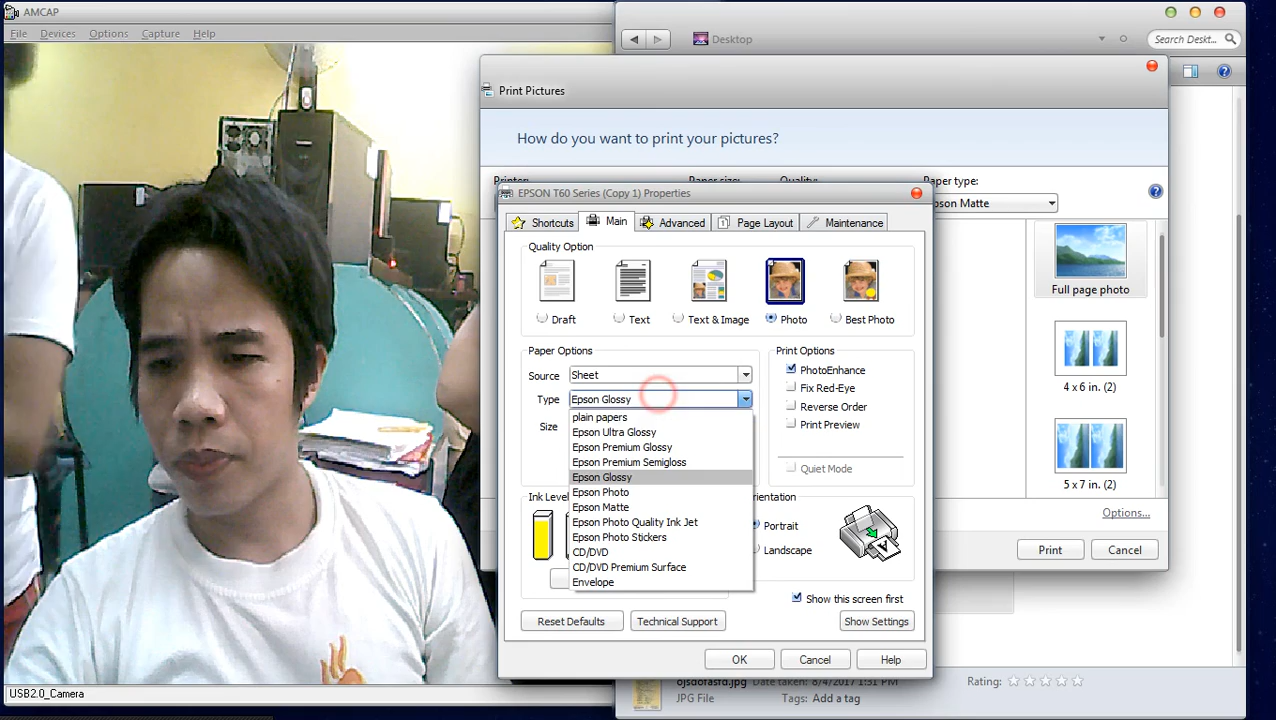 AMCAP
File Devices Options Capture Help
Desktop
Search Deskt...
Print Pictures
How do you want to print your pictures?
Printer: Paper size: Quality: Paper type:
pson Matte
EPSON T60 Series (Copy 1) Properties
Shortcuts Main Advanced Page Layout Maintenance
Quality Option
Draft Text Text & Image Photo Best Photo
Paper Options
Source Sheet
Type Epson Glossy
Size
plain papers
Epson Ultra Glossy
Epson Premium Glossy
Epson Premium Semigloss
Epson Glossy
Epson Photo
Epson Matte
Epson Photo Quality Ink Jet
Epson Photo Stickers
CD/DVD
CD/DVD Premium Surface
Envelope
Print Options
PhotoEnhance
Fix Red-Eye
Reverse Order
Print Preview
Quiet Mode
Ink Level
rientation
Portrait
Landscape
Show this screen first
Reset Defaults Technical Support Show Settings
OK Cancel Help
Full page photo
4 x 6 in. (2)
5 x 7 in. (2)
Options...
Print Cancel
ojsdofasfd.jpg Date taken: 8/4/2017 1:31 PM Rating:
JPG File Tags: Add a tag
USB2.0_Camera